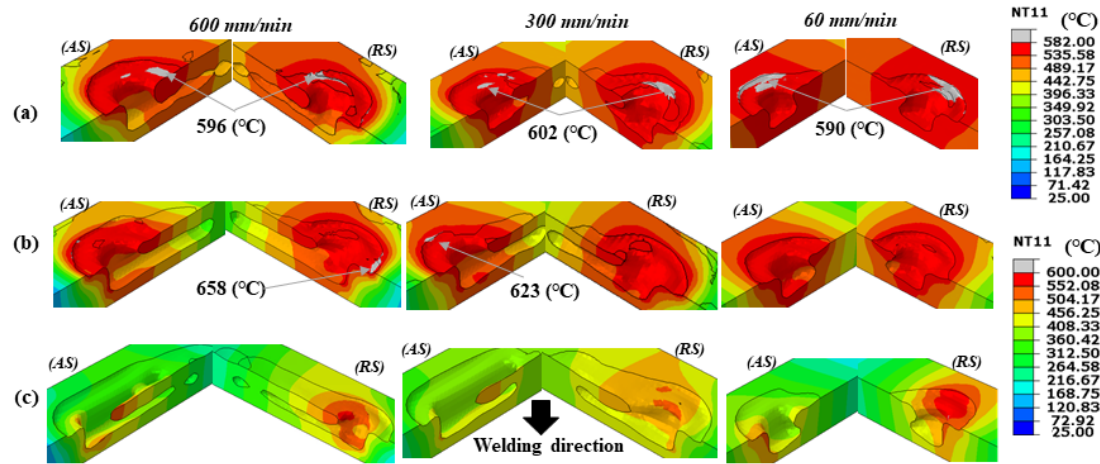 600 mm/min 300 mm/min 60 mm/min
(a)
(AS) (RS) (AS) (RS) (AS) (RS)
596 (°C) 602 (°C) 590 (°C)
NT11 (°C)
582.00
535.58
489.17
442.75
396.33
349.92
303.50
257.08
210.67
164.25
117.83
71.42
25.00
(b)
(AS) (RS) (AS) (RS) (AS) (RS)
658 (°C) 623 (°C)
(c)
(AS) (RS) (AS) (RS) (AS) (RS)
Welding direction
NT11 (°C)
600.00
552.08
504.17
456.25
408.33
360.42
312.50
264.58
216.67
168.75
120.83
72.92
25.00